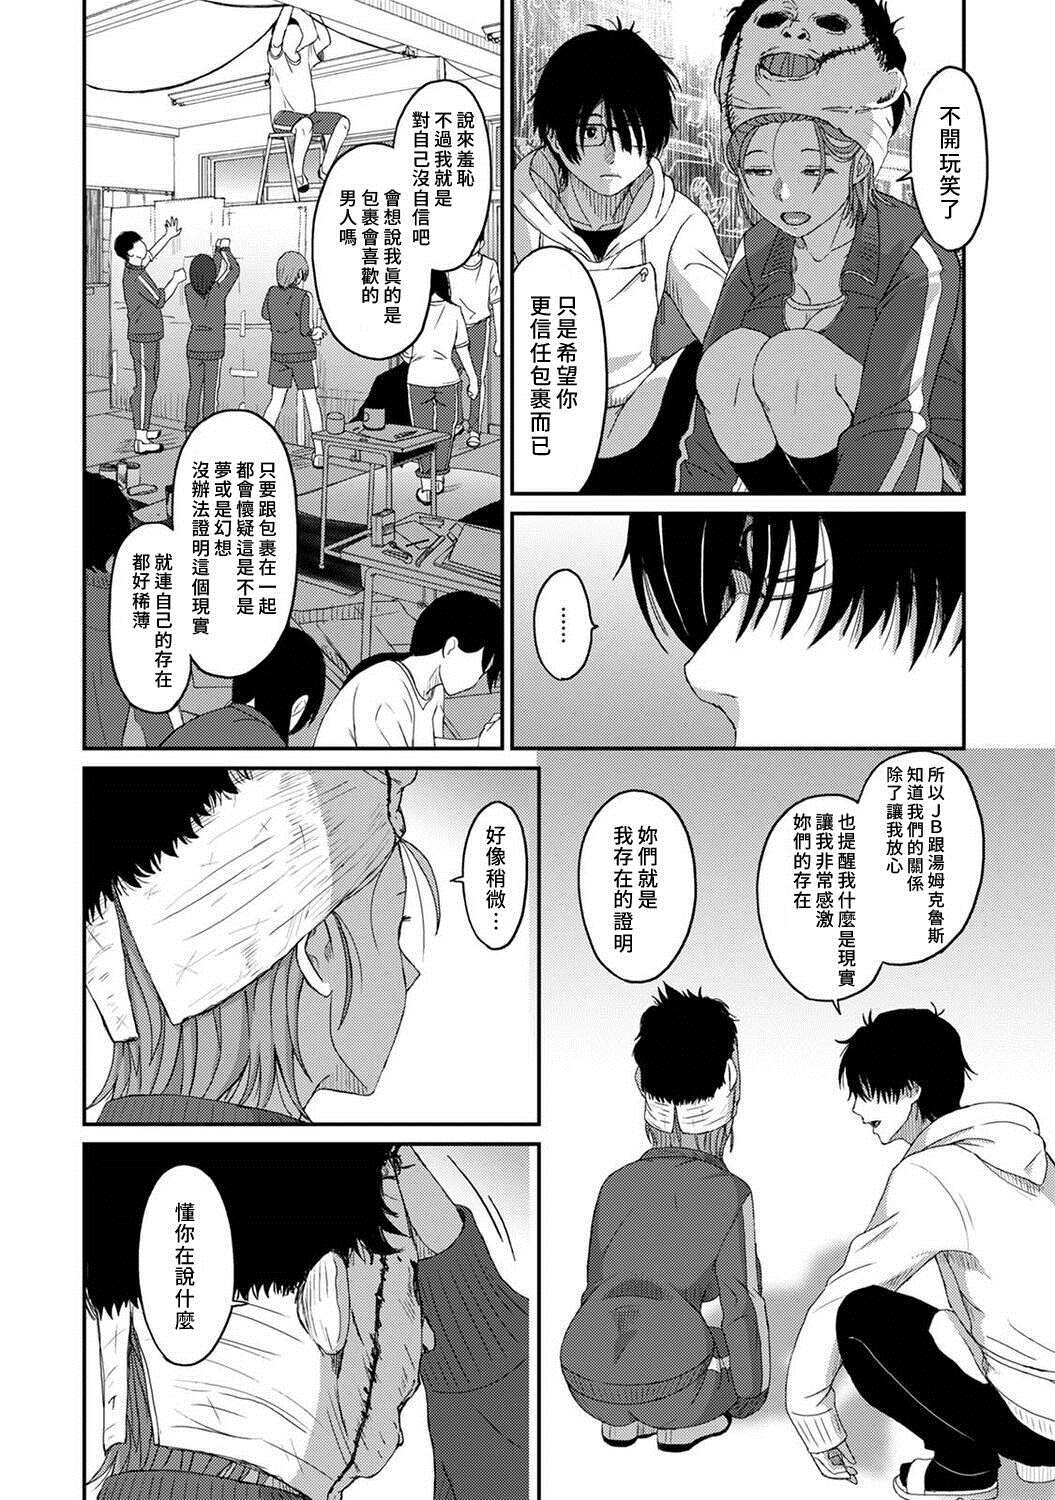 不開玩笑了
只是希望你
更信任包裹而已
說來羞恥
不過我就是
對自己沒自信吧
會想說我真的是
包裹會喜歡的
男人嗎
只要跟包裹在一起
都會懷疑這是不是
夢或是幻想
沒辦法證明這個現實
就連自己的存在
都好稀薄
……
所以JB跟湯姆克魯斯
知道我們的關係
除了讓我放心
也提醒我什麼是現實
讓我非常感激
妳們的存在
妳們就是
我存在的證明
好像稍微…
懂你在說什麼